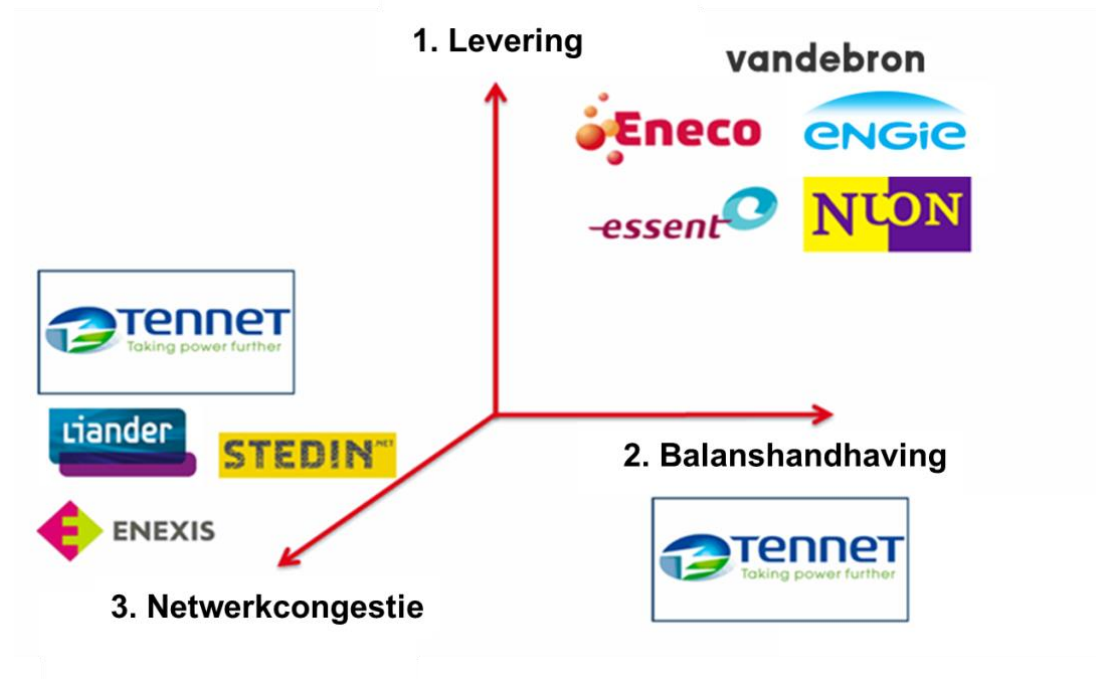 1. Levering
vandebron
Eneco
ENGIE
essent
NUON
TenneT
Taking power further
Liander
STEDIN.NET
ENEXIS
2. Balanshandhaving
TenneT
Taking power further
3. Netwerkcongestie